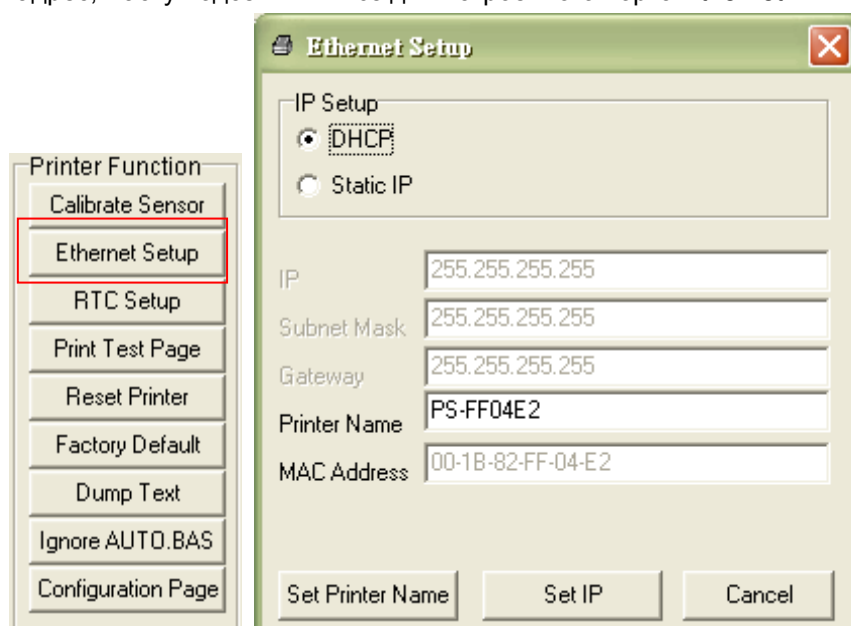 Ethernet Setup
IP Setup
DHCP
Static IP
Printer Function
Calibrate Sensor
Ethernet Setup
RTC Setup
Print Test Page
Reset Printer
Factory Default
Dump Text
Ignore AUTO.BAS
Configuration Page
IP 255.255.255.255
Subnet Mask 255.255.255.255
Gateway 255.255.255.255
Printer Name PS-FF04E2
MAC Address 00-1B-82-FF-04-E2
Set Printer Name Set IP Cancel